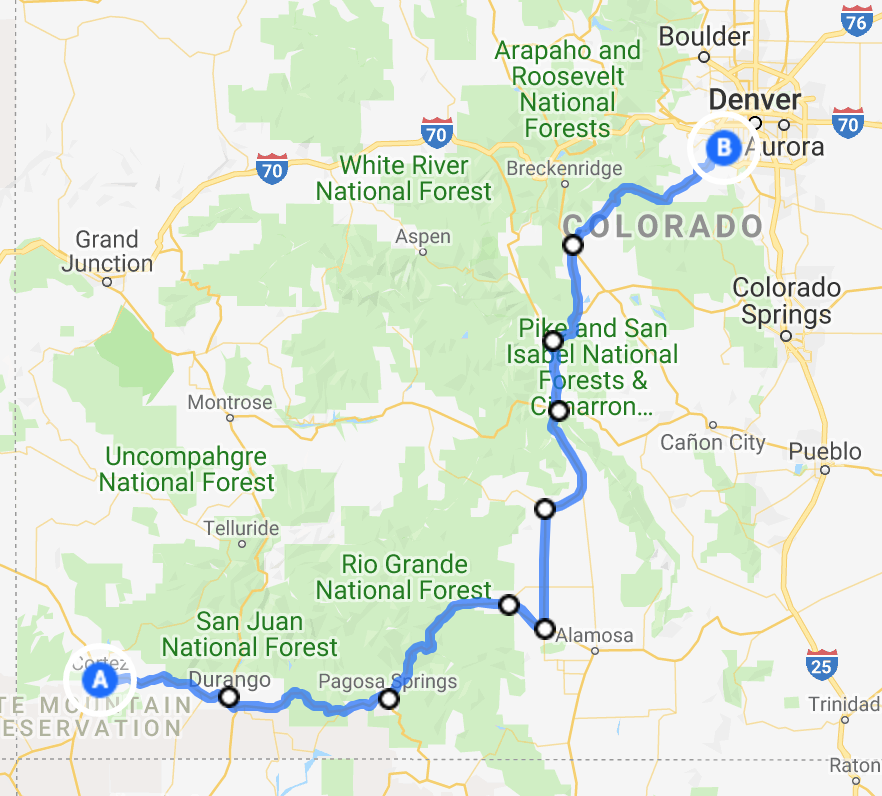 76
Boulder
Arapaho and
Roosevelt
National
Forests
Denver
70
70
Aurora
B
70
White River
National Forest
Breckenridge
COLORADO
Aspen
Grand
Junction
Colorado
Springs
Pike and San
Isabel National
Forests &
Cimarron...
Montrose
Cañon City
Pueblo
Uncompahgre
National Forest
Telluride
Rio Grande
National Forest
San Juan
National Forest
Alamosa
25
Cortez
A
Durango
Pagosa Springs
TE MOUNTAIN
ESERVATION
Trinidad
Raton